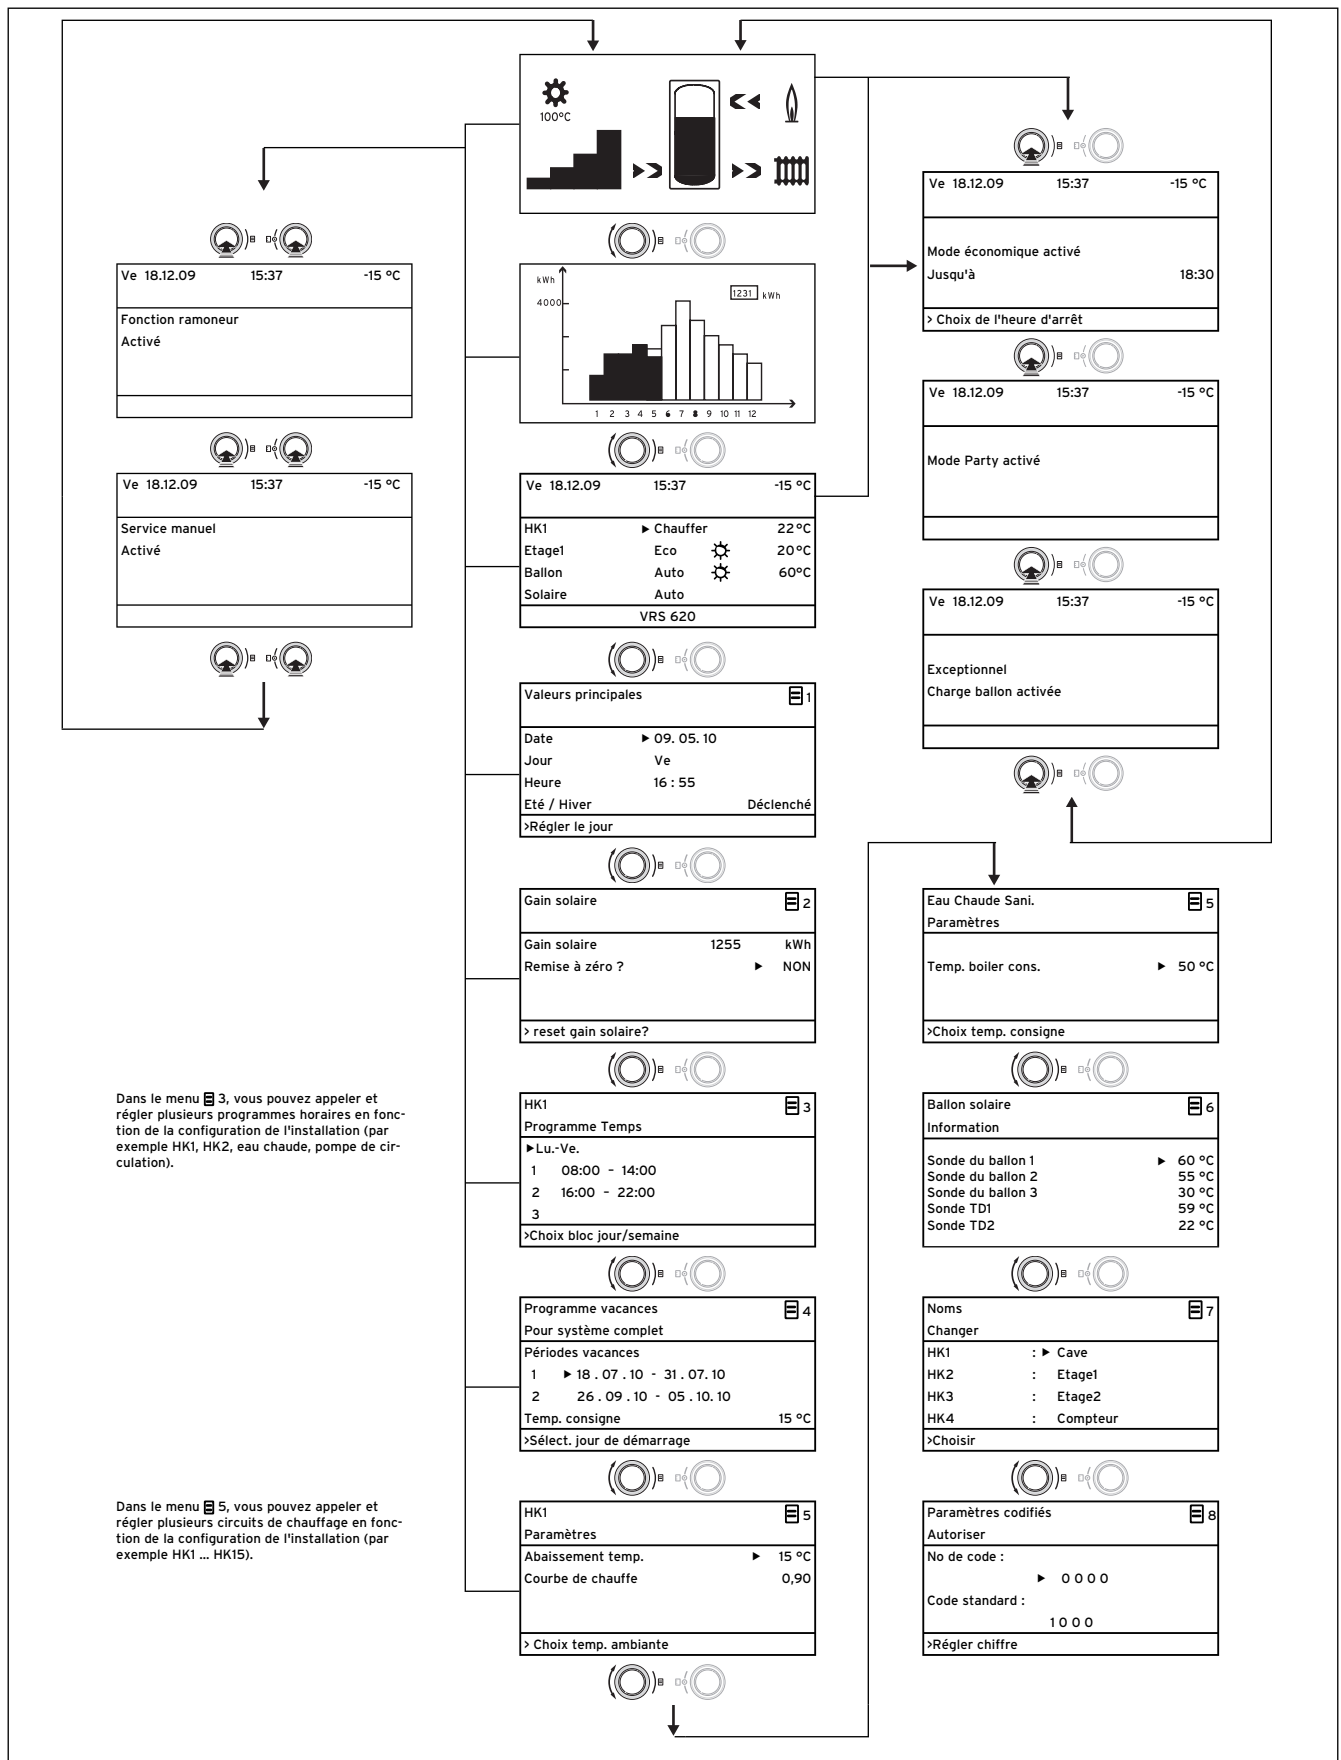 100°C
kWh
4000
1231 kWh
1 2 3 4 5 6 7 8 9 10 11 12
Ve 18.12.09 15:37 -15 °C
HK1 ► Chauffer 22°C
Etage1 Eco 20°C
Ballon Auto 60°C
Solaire Auto
VRS 620
Ve 18.12.09 15:37 -15 °C
Fonction ramoneur
Activé
Ve 18.12.09 15:37 -15 °C
Service manuel
Activé
Ve 18.12.09 15:37 -15 °C
Mode économique activé
Jusqu'à 18:30
> Choix de l'heure d'arrêt
Ve 18.12.09 15:37 -15 °C
Mode Party activé
Ve 18.12.09 15:37 -15 °C
Exceptionnel
Charge ballon activée
Valeurs principales 1
Date ► 09. 05. 10
Jour Ve
Heure 16 : 55
Eté / Hiver Déclenché
>Régler le jour
Gain solaire 2
Gain solaire 1255 kWh
Remise à zéro ? ► NON
> reset gain solaire?
Dans le menu 3, vous pouvez appeler et
régler plusieurs programmes horaires en fonc-
tion de la configuration de l'installation (par
exemple HK1, HK2, eau chaude, pompe de cir-
culation).
HK1 3
Programme Temps
►Lu.-Ve.
1 08:00 - 14:00
2 16:00 - 22:00
3
>Choix bloc jour/semaine
Programme vacances 4
Pour système complet
Périodes vacances
1 ► 18 . 07 . 10 - 31 . 07. 10
2 26 . 09 . 10 - 05 . 10. 10
Temp. consigne 15 °C
>Sélect. jour de démarrage
Dans le menu 5, vous pouvez appeler et
régler plusieurs circuits de chauffage en fonc-
tion de la configuration de l'installation (par
exemple HK1 ... HK15).
HK1 5
Paramètres
Abaissement temp. ► 15 °C
Courbe de chauffe 0,90
> Choix temp. ambiante
Eau Chaude Sani. 5
Paramètres
Temp. boiler cons. ► 50 °C
>Choix temp. consigne
Ballon solaire 6
Information
Sonde du ballon 1 ► 60 °C
Sonde du ballon 2 55 °C
Sonde du ballon 3 30 °C
Sonde TD1 59 °C
Sonde TD2 22 °C
Noms 7
Changer
HK1 : ► Cave
HK2 : Etage1
HK3 : Etage2
HK4 : Compteur
>Choisir
Paramètres codifiés 8
Autoriser
No de code :
► 0 0 0 0
Code standard :
1 0 0 0
>Régler chiffre